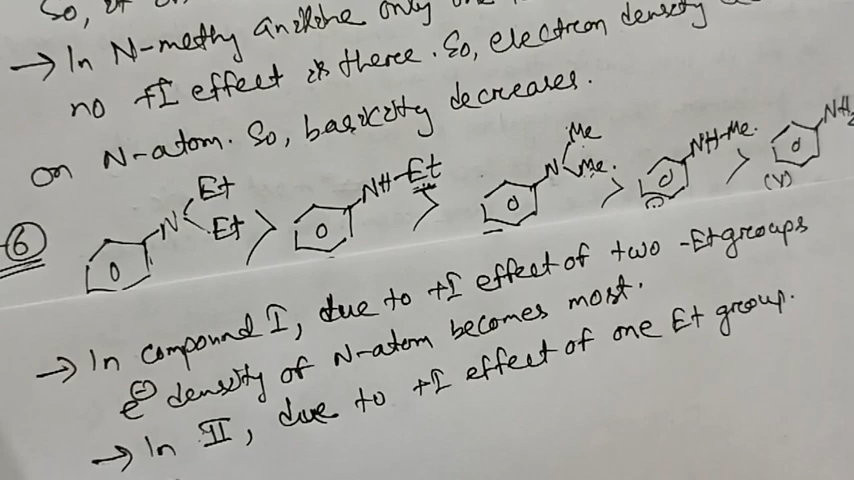 So,
→ In N-methy aniline only one
no +I effect is there. So, electron density
on N-atom. So, basicity decreases.
⑥ N Et Et > NH-Et > N Me Me. > NH-Me. > NH₂
(V)
→ In compound I, due to +I effect of two -Et groups
e⊖ density of N-atom becomes most.
→ In II, due to +I effect of one Et group.